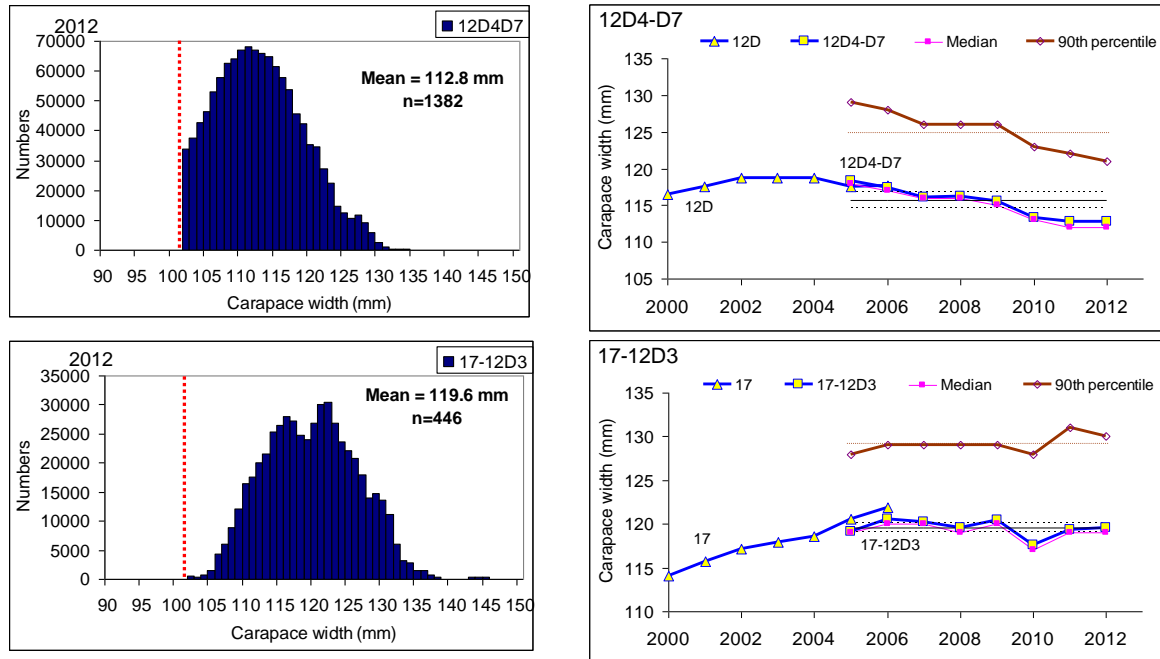 2012
12D4D7
Mean = 112.8 mm
n=1382
70000
60000
50000
40000
30000
20000
10000
0
Numbers
90 95 100 105 110 115 120 125 130 135 140 145 150
Carapace width (mm)
12D4-D7
12D 12D4-D7 Median 90th percentile
135
130
125
120
115
110
105
Carapace width (mm)
12D4-D7
12D
2000 2002 2004 2006 2008 2010 2012
2012
17-12D3
Mean = 119.6 mm
n=446
35000
30000
25000
20000
15000
10000
5000
0
Numbers
90 95 100 105 110 115 120 125 130 135 140 145 150
Carapace width (mm)
17-12D3
17 17-12D3 Median 90th percentile
135
130
125
120
115
110
Carapace width (mm)
17
17-12D3
2000 2002 2004 2006 2008 2010 2012